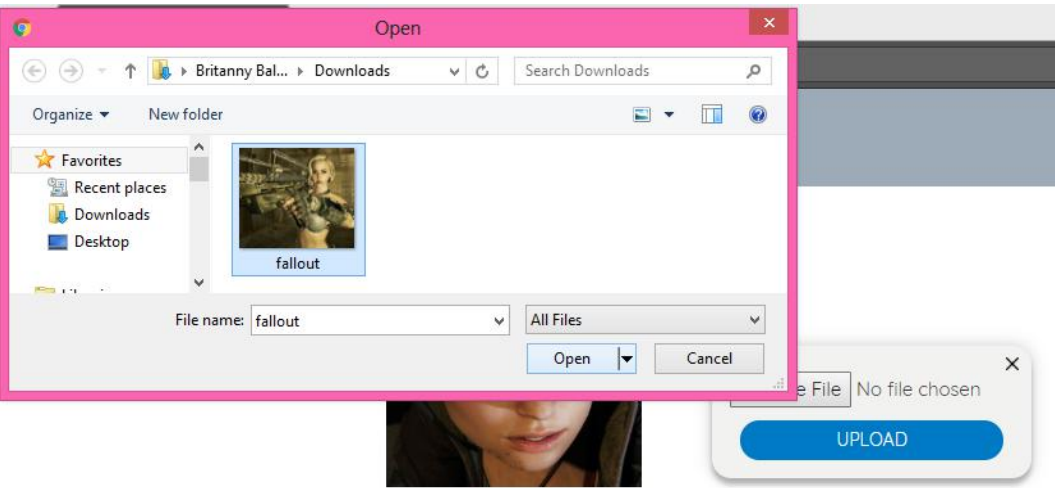 Open
Britanny Bal... Downloads
Search Downloads
Organize
New folder
Favorites
Recent places
Downloads
Desktop
fallout
File name: fallout
All Files
Open
Cancel
File No file chosen
UPLOAD